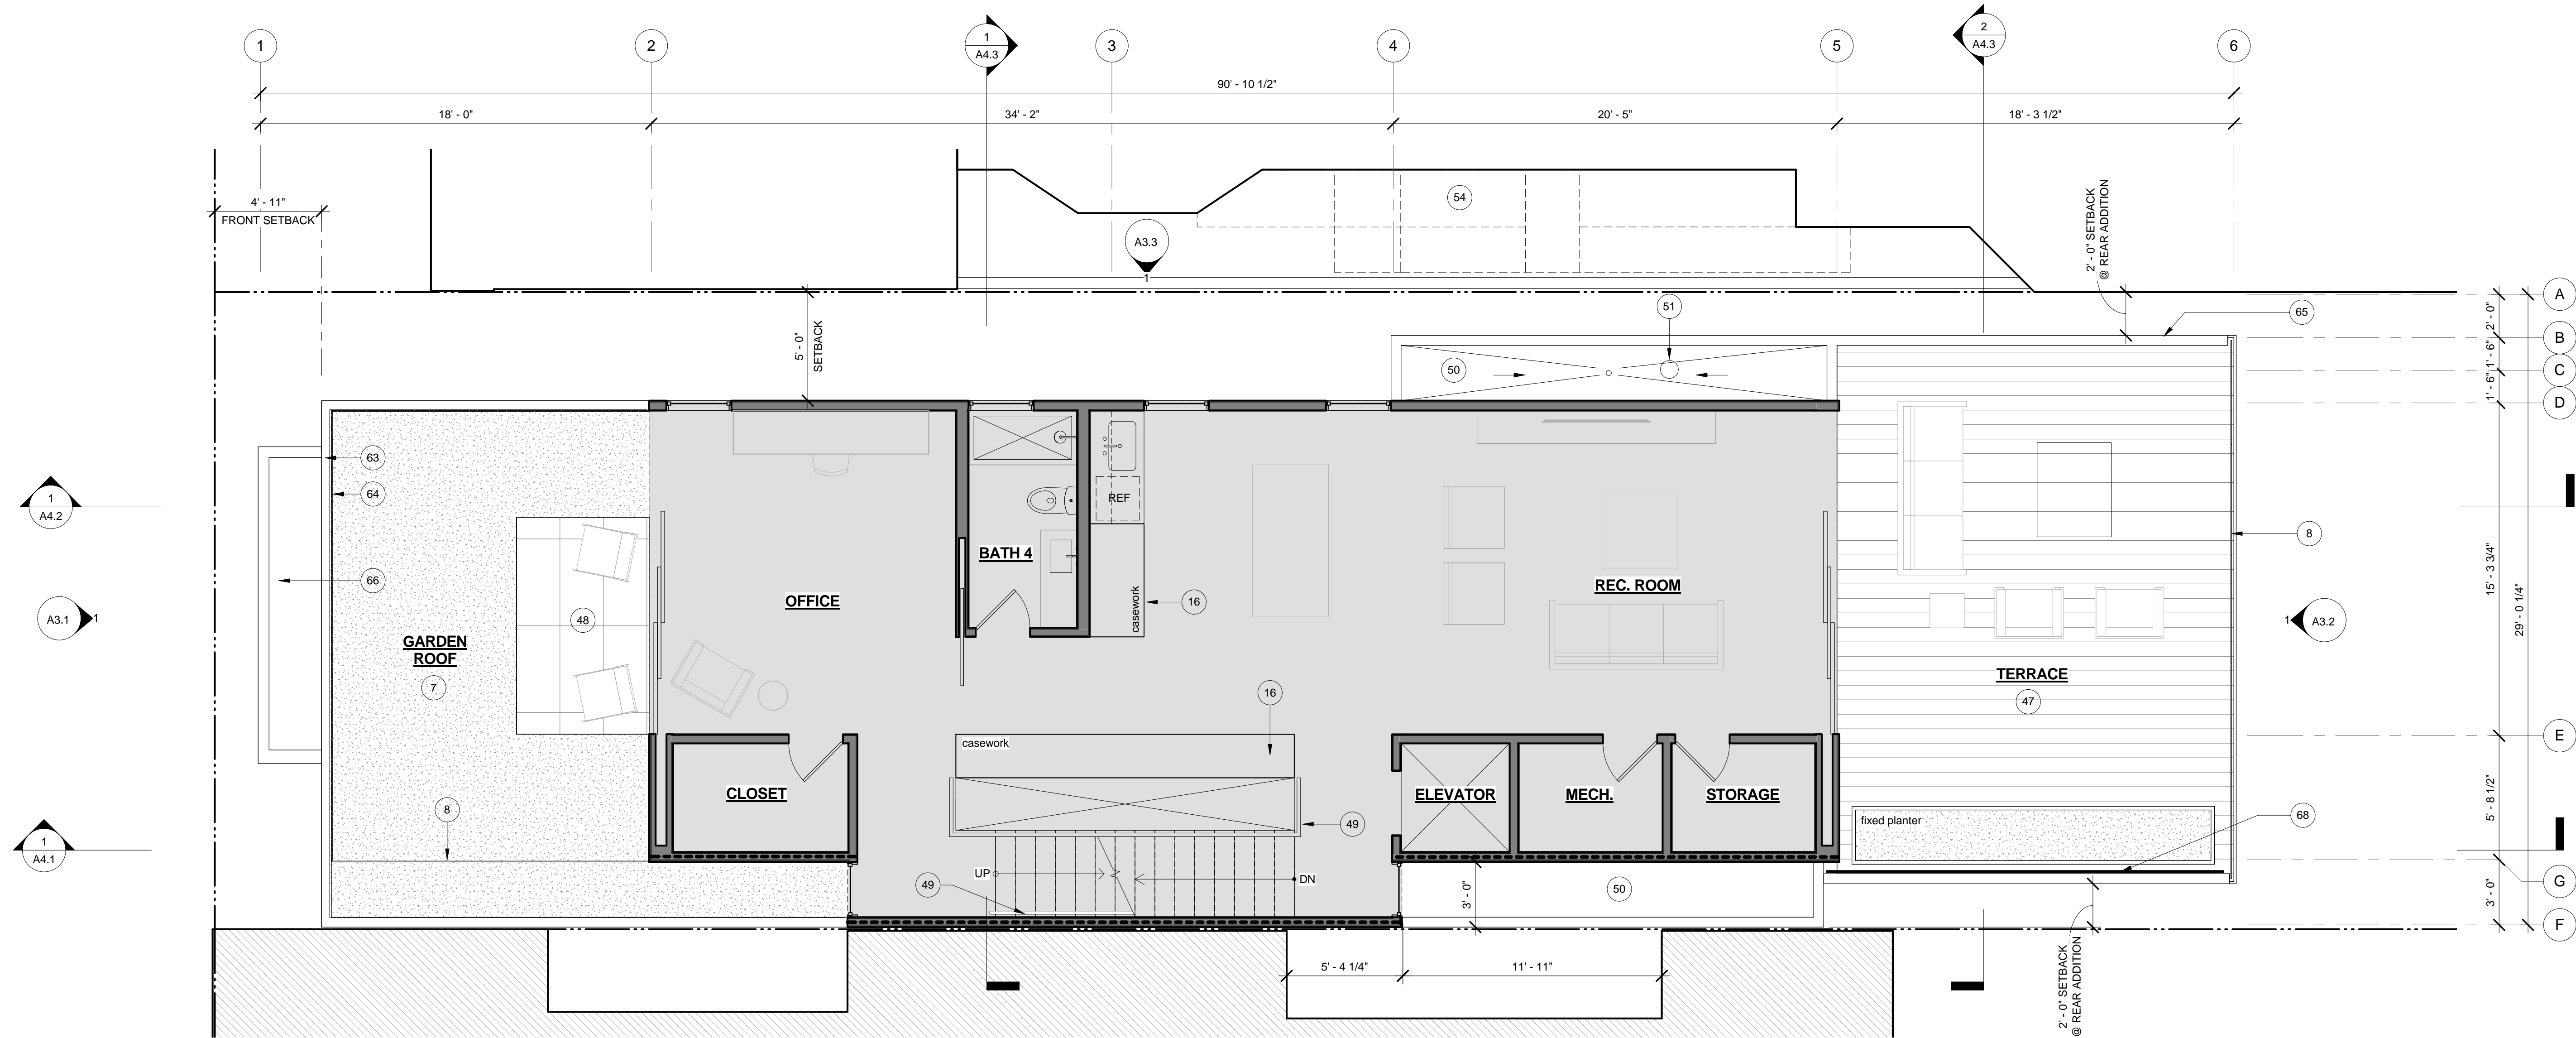 1
2
1
A4.3
3
4
5
2
A4.3
6
90' - 10 1/2"
18' - 0"
34' - 2"
20' - 5"
18' - 3 1/2"
4' - 11"
FRONT SETBACK
54
A3.3
1
2' - 0" SETBACK
@ REAR ADDITION
5' - 0"
SETBACK
51
65
50
A
B
C
D
2' - 0"
1' - 6"
1' - 6"
63
64
1
A4.2
REF
8
BATH 4
66
48
OFFICE
casework
16
REC. ROOM
A3.1
1
1
A3.2
15' - 3 3/4"
29' - 0 1/4"
GARDEN
ROOF
7
TERRACE
47
16
casework
E
CLOSET
ELEVATOR
MECH.
STORAGE
8
49
fixed planter
68
5' - 8 1/2"
1
A4.1
UP
DN
49
50
3' - 0"
G
3' - 0"
F
5' - 4 1/4"
11' - 11"
2' - 0" SETBACK
@ REAR ADDITION